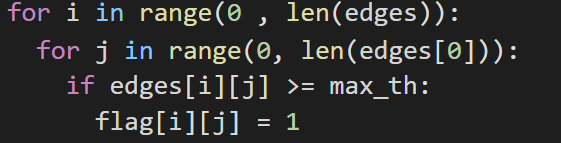 for i in range(0 , len(edges)):
  for j in range(0, len(edges[0])):
    if edges[i][j] >= max_th:
      flag[i][j] = 1